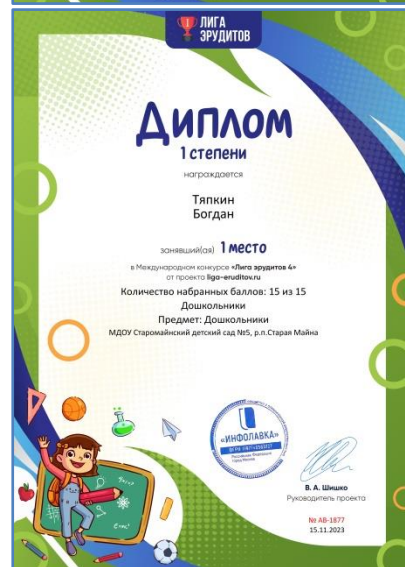 ЛИГА
ЭРУДИТОВ
Диплом
1 степени
награждается
Тяпкин
Богдан
занявший(ая) 1 место
в Международном конкурсе «Лига эрудитов 4»
от проекта liga-eruditov.ru
Количество набранных баллов: 15 из 15
Дошкольники
Предмет: Дошкольники
МДОУ Старомайнский детский сад №5, р.п.Старая Майна
«ИНФОЛАВКА»
В. А. Шишко
Руководитель проекта
№ АВ-1877
15.11.2023